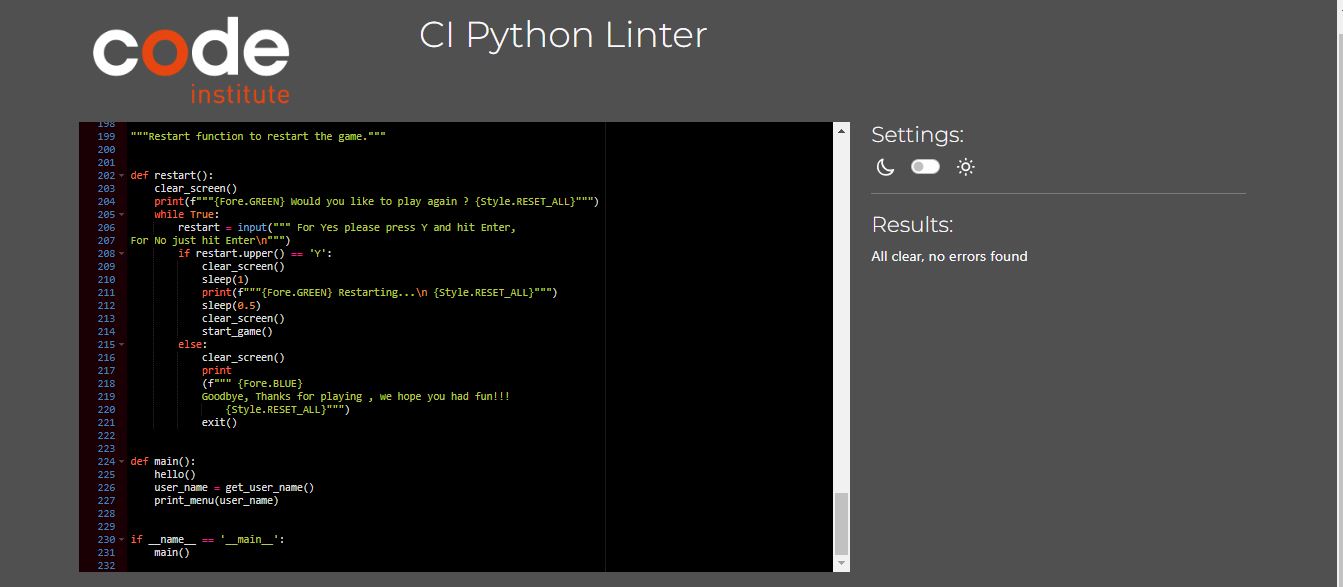 code
institute
CI Python Linter
198
199 """Restart function to restart the game."""
200
201
202 def restart():
203     clear_screen()
204     print(f"""{Fore.GREEN} Would you like to play again ? {Style.RESET_ALL}""")
205     while True:
206         restart = input(""" For Yes please press Y and hit Enter,
207 For No just hit Enter\n""")
208         if restart.upper() == 'Y':
209             clear_screen()
210             sleep(1)
211             print(f"""{Fore.GREEN} Restarting...\n {Style.RESET_ALL}""")
212             sleep(0.5)
213             clear_screen()
214             start_game()
215         else:
216             clear_screen()
217             print
218             (f""" {Fore.BLUE}
219             Goodbye, Thanks for playing , we hope you had fun!!!
220                 {Style.RESET_ALL}""")
221             exit()
222
223
224 def main():
225     hello()
226     user_name = get_user_name()
227     print_menu(user_name)
228
229
230 if __name__ == '__main__':
231     main()
232
Settings:
Results:
All clear, no errors found